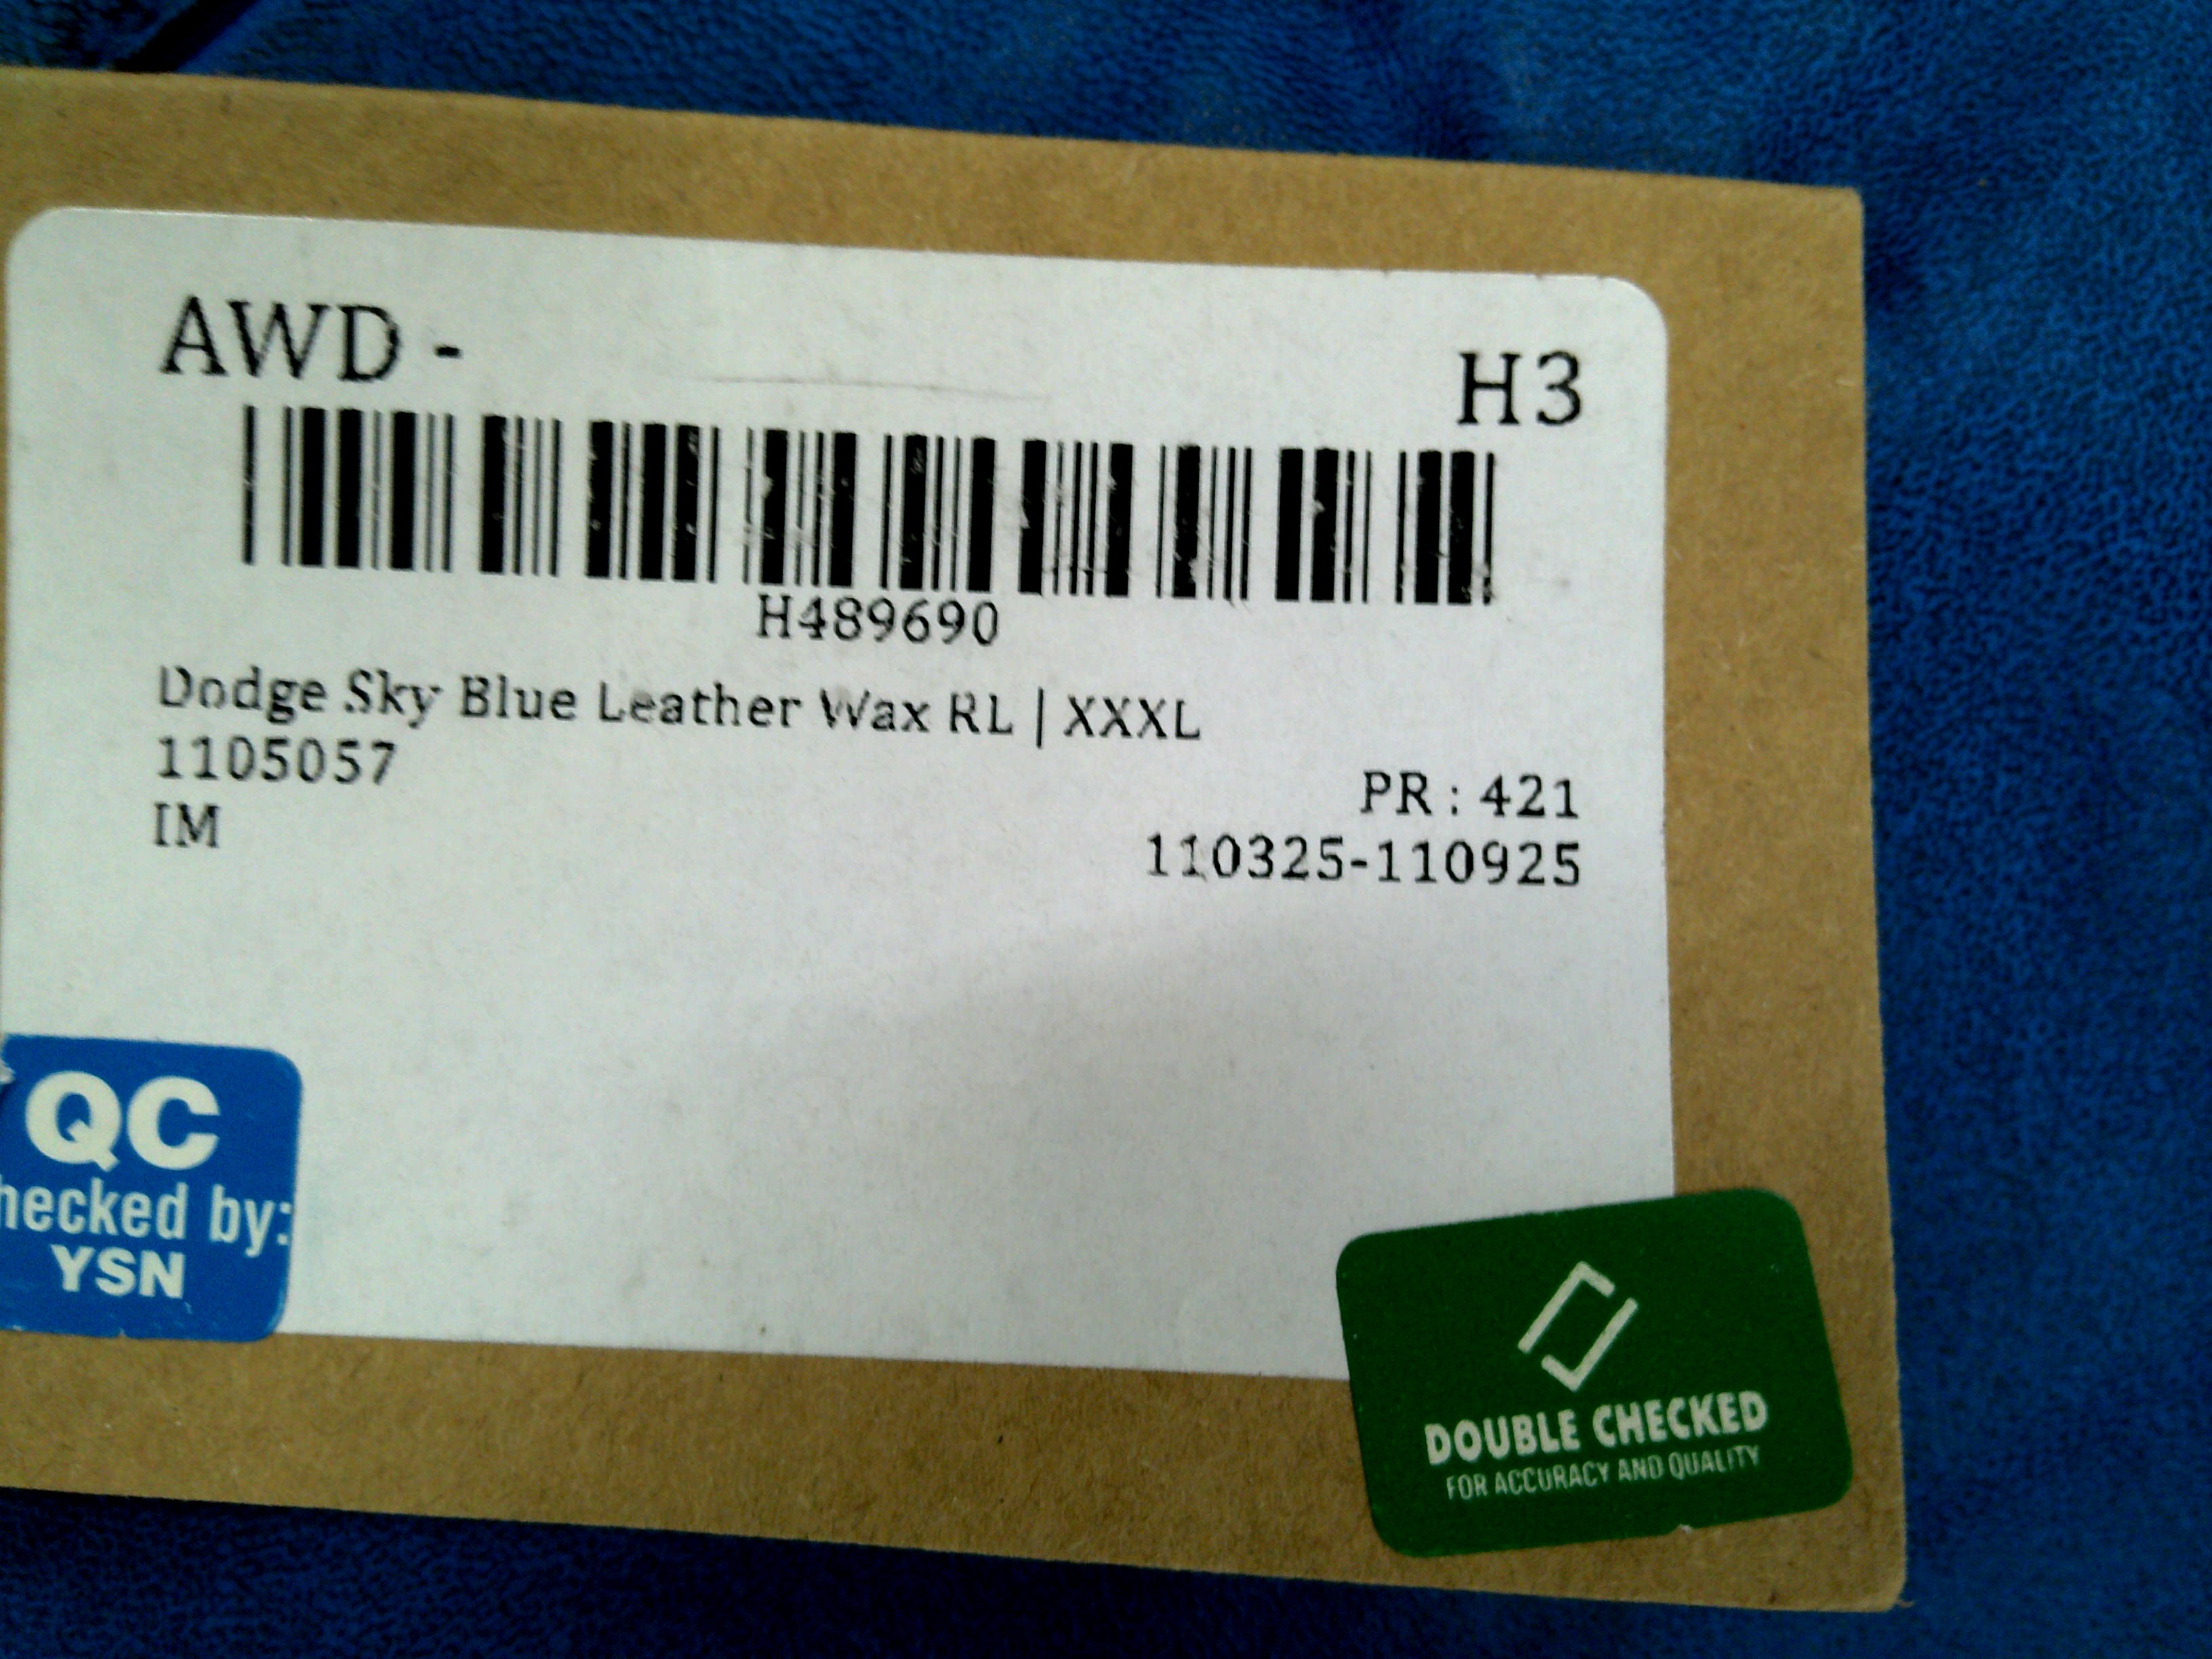 AWD -
H3
H489690
Dodge Sky Blue Leather Wax RL | XXXL
1105057
PR : 421
IM
110325-110925
QC
hecked by:
YSN
DOUBLE CHECKED
FOR ACCURACY AND QUALITY